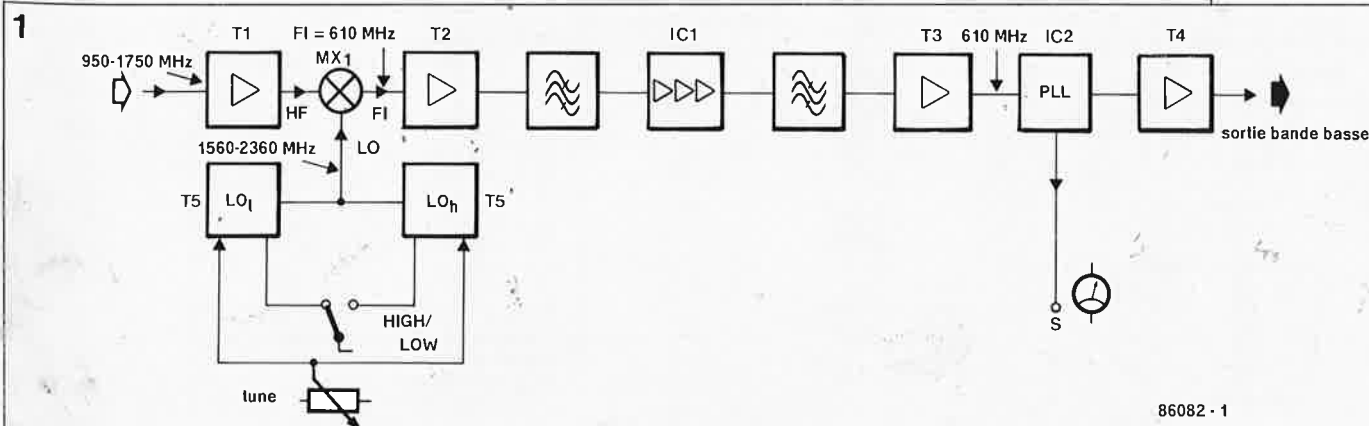 1
T1
FI = 610 MHz
MX1
T2
IC1
T3
610 MHz
IC2
T4
950-1750 MHz
HF
FI
PLL
sortie bande basse
1560-2360 MHz
LO
T5
LOl
LOh
T5'
HIGH/
LOW
S
tune
86082 - 1